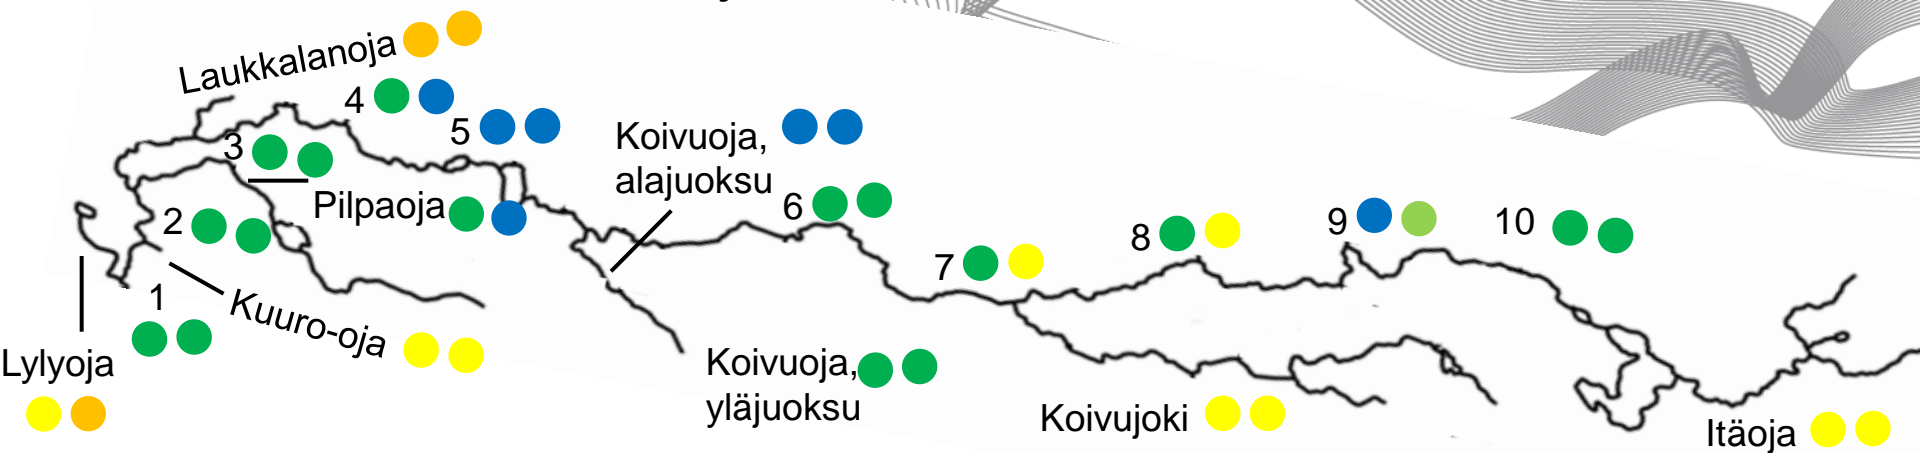 Laukkalanoja
4
5
3
Koivuoja,
alajuoksu
Pilpaoja
2
6
7
8
9
10
1
Kuuro-oja
Lylyoja
Koivuoja,
yläjuoksu
Koivujoki
Itäoja